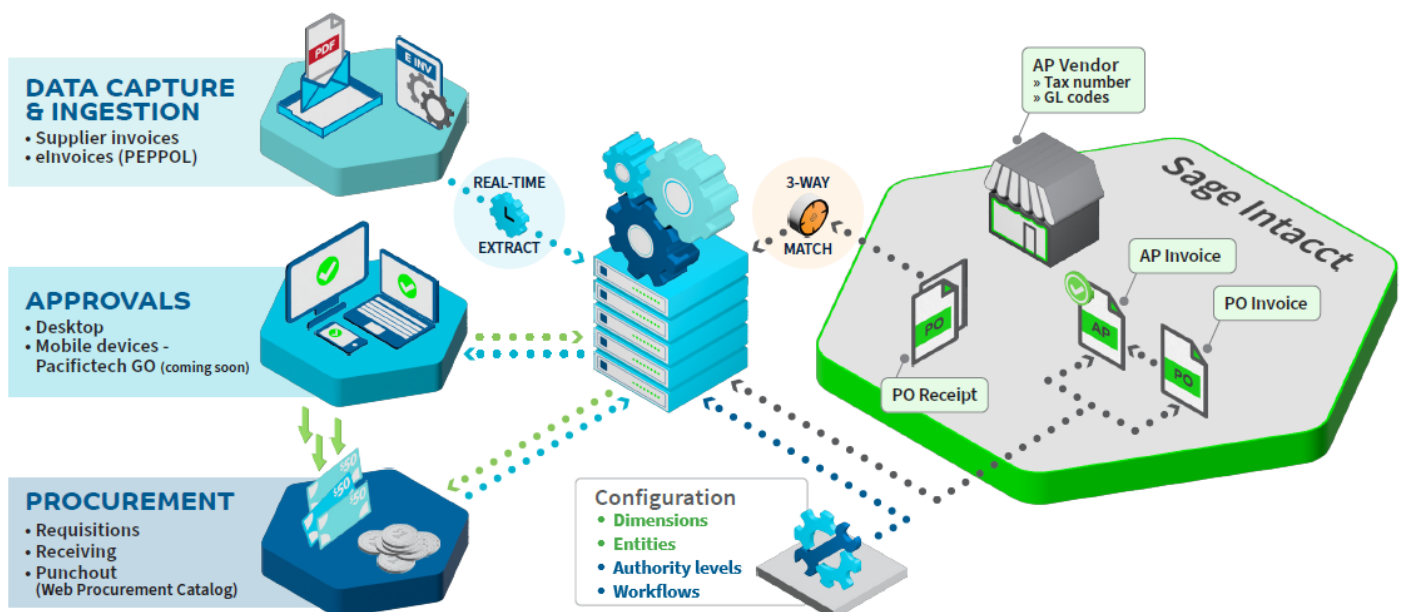 PDF
E INV
DATA CAPTURE
& INGESTION
• Supplier invoices
• eInvoices (PEPPOL)
REAL-TIME
EXTRACT
3-WAY
MATCH
AP Vendor
» Tax number
» GL codes
Sage Intacct
AP Invoice
PO Invoice
AP
PO
PO
PO Receipt
APPROVALS
• Desktop
• Mobile devices -
Pacifictech GO (coming soon)
$50
$50
$50
PROCUREMENT
• Requisitions
• Receiving
• Punchout
(Web Procurement Catalog)
Configuration
• Dimensions
• Entities
• Authority levels
• Workflows